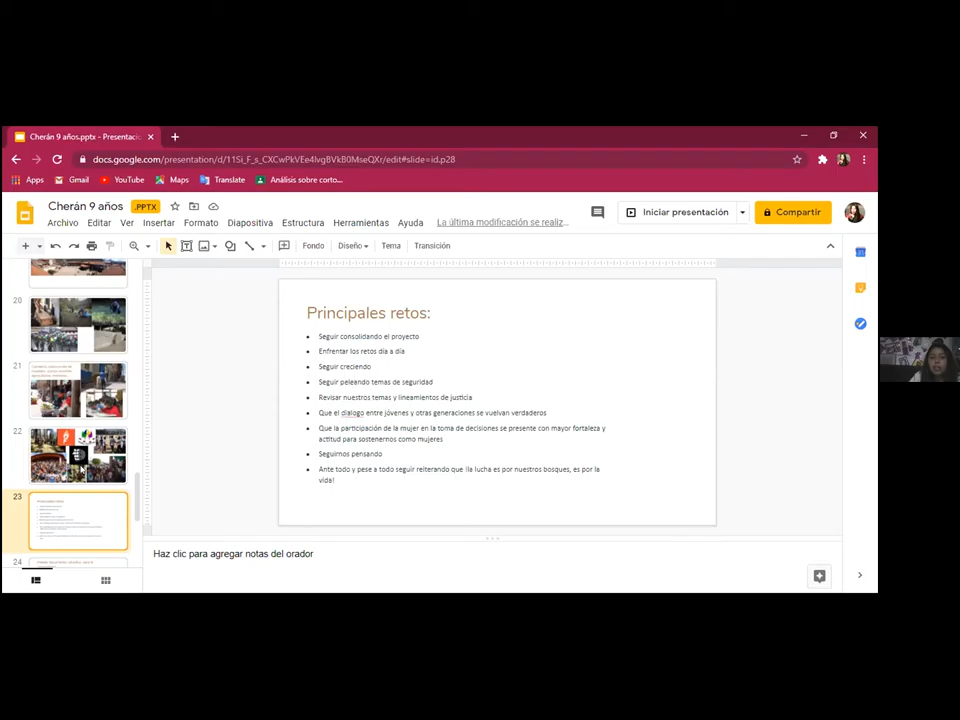 Cherán 9 años.pptx - Presentacio
docs.google.com/presentation/d/11Si_F_s_CXCwPkVEe4lvgBVkB0MseQXr/edit#slide=id.p28
Apps Gmail YouTube Maps Translate Análisis sobre corto...
Cherán 9 años .PPTX
Archivo Editar Ver Insertar Formato Diapositiva Estructura Herramientas Ayuda La última modificación se realiz...
Iniciar presentación
Compartir
Fondo Diseño Tema Transición
20
21
22
23
24
Principales retos:
Seguir consolidando el proyecto
Enfrentar los retos día a día
Seguir creciendo
Seguir peleando temas de seguridad
Revisar nuestros temas y lineamientos de justicia
Que el dialogo entre jóvenes y otras generaciones se vuelvan verdaderos
Que la participación de la mujer en la toma de decisiones se presente con mayor fortaleza y
actitud para sostenernos como mujeres
Seguirnos pensando
Ante todo y pese a todo seguir reiterando que !la lucha es por nuestros bosques, es por la
vida!
Haz clic para agregar notas del orador